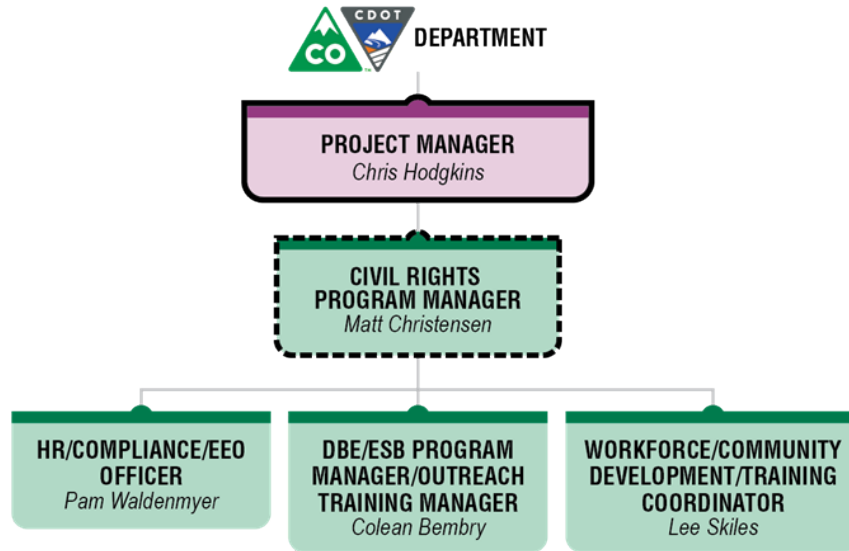 CO
CDOT
DEPARTMENT
PROJECT MANAGER
Chris Hodgkins
CIVIL RIGHTS
PROGRAM MANAGER
Matt Christensen
HR/COMPLIANCE/EEO
OFFICER
Pam Waldenmyer
DBE/ESB PROGRAM
MANAGER/OUTREACH
TRAINING MANAGER
Colean Bembry
WORKFORCE/COMMUNITY
DEVELOPMENT/TRAINING
COORDINATOR
Lee Skiles